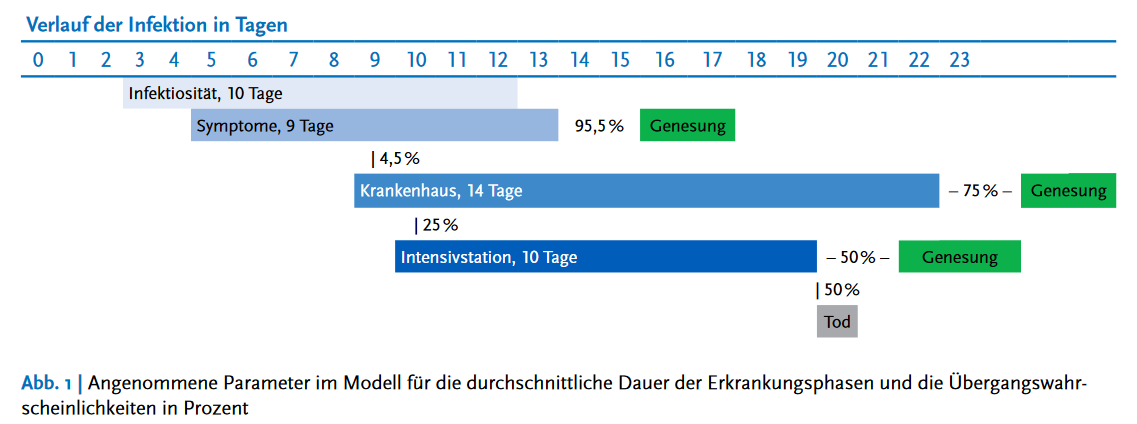 Verlauf der Infektion in Tagen
0 1 2 3 4 5 6 7 8 9 10 11 12 13 14 15 16 17 18 19 20 21 22 23
Infektiosität, 10 Tage
Symptome, 9 Tage 95,5 % Genesung
| 4,5 %
Krankenhaus, 14 Tage – 75 % – Genesung
| 25 %
Intensivstation, 10 Tage – 50 % – Genesung
| 50 %
Tod
Abb. 1 | Angenommene Parameter im Modell für die durchschnittliche Dauer der Erkrankungsphasen und die Übergangswahr-
scheinlichkeiten in Prozent